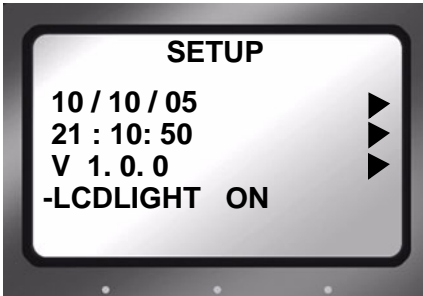 SETUP
10 / 10 / 05
21 : 10: 50
V 1. 0. 0
-LCDLIGHT ON